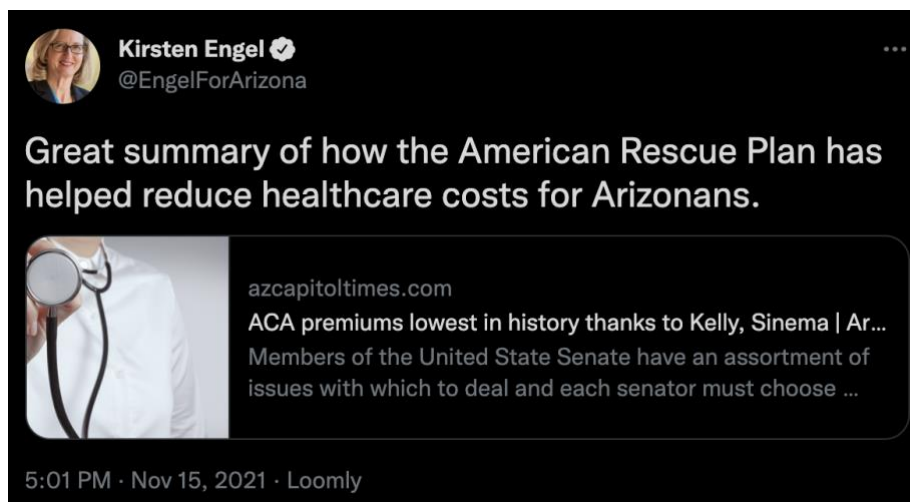 Kirsten Engel
@EngelForArizona
Great summary of how the American Rescue Plan has
helped reduce healthcare costs for Arizonans.
azcapitoltimes.com
ACA premiums lowest in history thanks to Kelly, Sinema | Ar...
Members of the United State Senate have an assortment of
issues with which to deal and each senator must choose ...
5:01 PM · Nov 15, 2021 · Loomly